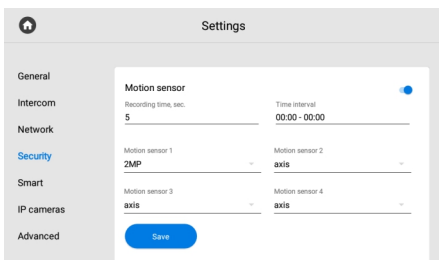 Settings
General
Intercom
Network
Security
Smart
IP cameras
Advanced
Motion sensor
Recording time, sec.
5
Time interval
00:00 - 00:00
Motion sensor 1
2MP
Motion sensor 2
axis
Motion sensor 3
axis
Motion sensor 4
axis
Save